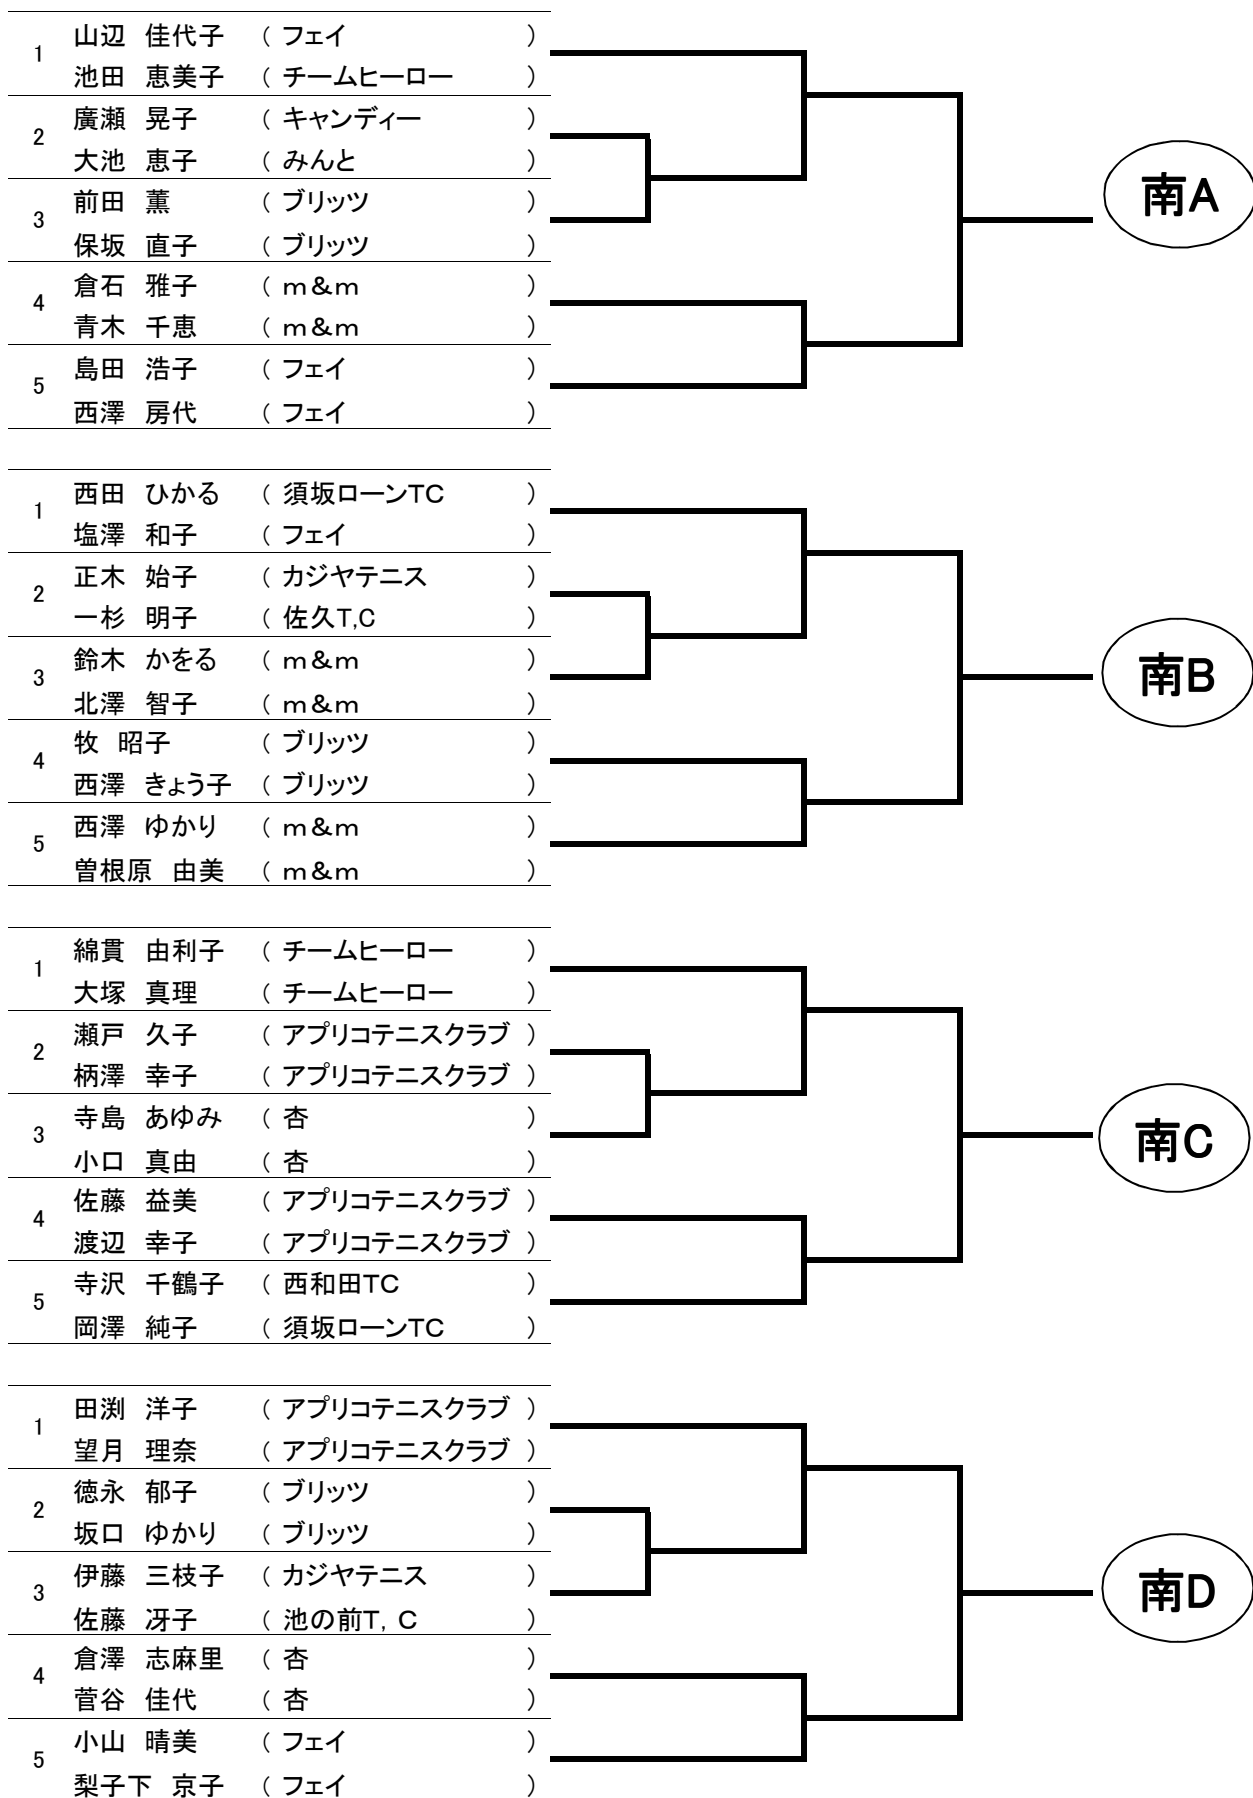 1
山辺 佳代子 ( フェイ )
池田 恵美子 ( チームヒーロー )
2
廣瀬 晃子 ( キャンディー )
大池 恵子 ( みんと )
3
前田 薫 ( ブリッツ )
保坂 直子 ( ブリッツ )
4
倉石 雅子 ( m&m )
青木 千恵 ( m&m )
5
島田 浩子 ( フェイ )
西澤 房代 ( フェイ )
南A
1
西田 ひかる ( 須坂ローンTC )
塩澤 和子 ( フェイ )
2
正木 始子 ( カジヤテニス )
一杉 明子 ( 佐久T,C )
3
鈴木 かをる ( m&m )
北澤 智子 ( m&m )
4
牧 昭子 ( ブリッツ )
西澤 きょう子 ( ブリッツ )
5
西澤 ゆかり ( m&m )
曽根原 由美 ( m&m )
南B
1
綿貫 由利子 ( チームヒーロー )
大塚 真理 ( チームヒーロー )
2
瀬戸 久子 ( アプリコテニスクラブ )
柄澤 幸子 ( アプリコテニスクラブ )
3
寺島 あゆみ ( 杏 )
小口 真由 ( 杏 )
4
佐藤 益美 ( アプリコテニスクラブ )
渡辺 幸子 ( アプリコテニスクラブ )
5
寺沢 千鶴子 ( 西和田TC )
岡澤 純子 ( 須坂ローンTC )
南C
1
田渕 洋子 ( アプリコテニスクラブ )
望月 理奈 ( アプリコテニスクラブ )
2
徳永 郁子 ( ブリッツ )
坂口 ゆかり ( ブリッツ )
3
伊藤 三枝子 ( カジヤテニス )
佐藤 冴子 ( 池の前T, C )
4
倉澤 志麻里 ( 杏 )
菅谷 佳代 ( 杏 )
5
小山 晴美 ( フェイ )
梨子下 京子 ( フェイ )
南D